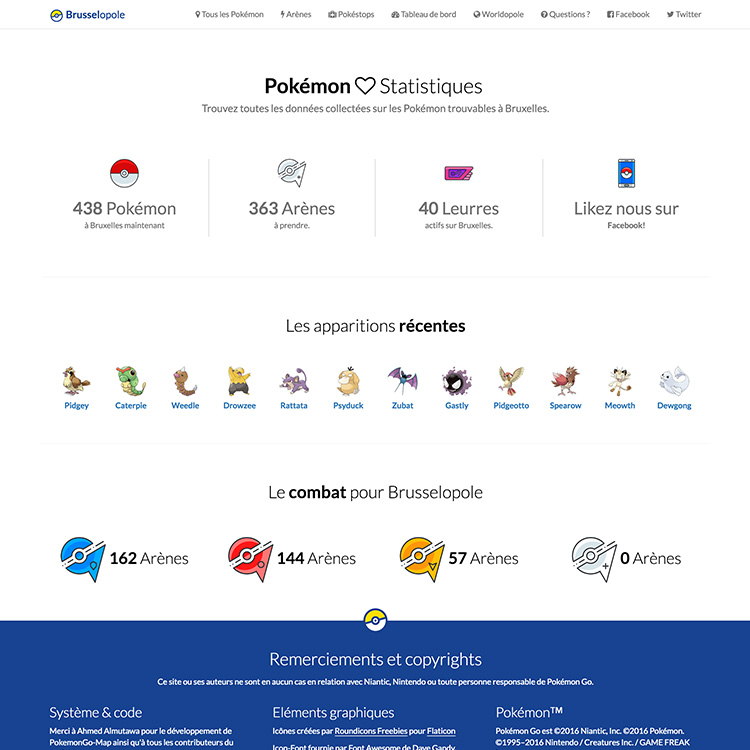 Brusselopole
Tous les Pokémon
Arènes
Pokéstops
Tableau de bord
Worldopole
Questions ?
Facebook
Twitter
Pokémon Statistiques
Trouvez toutes les données collectées sur les Pokémon trouvables à Bruxelles.
438 Pokémon
à Bruxelles maintenant
363 Arènes
à prendre.
40 Leurres
actifs sur Bruxelles.
Likez nous sur
Facebook!
Les apparitions récentes
Pidgey
Caterpie
Weedle
Drowzee
Rattata
Psyduck
Zubat
Gastly
Pidgeotto
Spearow
Meowth
Dewgong
Le combat pour Brusselopole
162 Arènes
144 Arènes
57 Arènes
0 Arènes
Remerciements et copyrights
Ce site ou ses auteurs ne sont en aucun cas en relation avec Niantic, Nintendo ou toute personne responsable de Pokémon Go.
Système & code
Merci à Ahmed Almutawa pour le développement de
PokemonGo-Map ainsi qu'à tous les contributeurs du
Eléments graphiques
Icônes créées par Roundicons Freebies pour Flaticon
Icon-Font fournie par Font Awesome de Dave Gandy.
Pokémon™
Pokémon Go est ©2016 Niantic, Inc. ©2016 Pokémon.
©1995–2016 Nintendo / Creatures Inc. / GAME FREAK